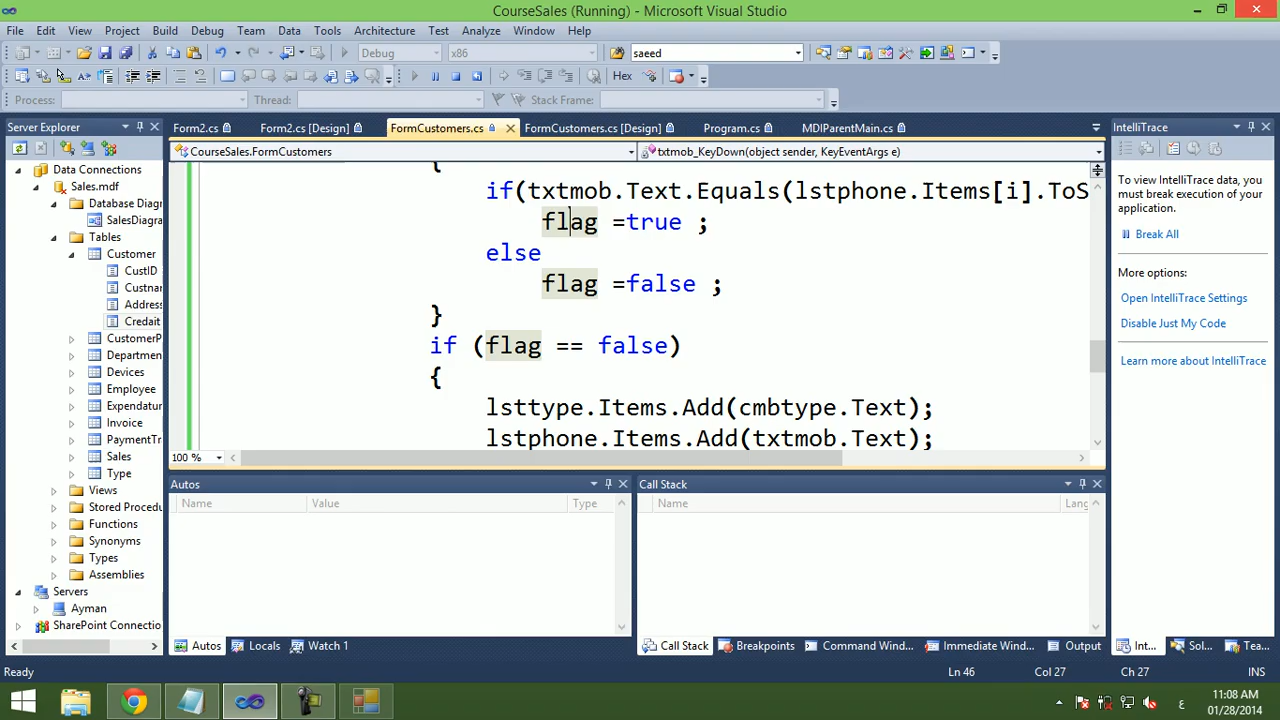 CourseSales (Running) - Microsoft Visual Studio
File Edit View Project Build Debug Team Data Tools Architecture Test Analyze Window Help
Debug x86 saeed
Hex
Process: Thread: Stack Frame:
Server Explorer
Form2.cs Form2.cs [Design] FormCustomers.cs FormCustomers.cs [Design] Program.cs MDIParentMain.cs
IntelliTrace
CourseSales.FormCustomers txtmob_KeyDown(object sender, KeyEventArgs e)
Data Connections
Sales.mdf
Database Diagr
SalesDiagra
Tables
Customer
CustID
Custnar
Address
Credait
CustomerP
Departmen
Devices
Employee
Expendatur
Invoice
PaymentTr
Sales
Type
Views
Stored Procedu
Functions
Synonyms
Types
Assemblies
Servers
Ayman
SharePoint Connectio
{
if(txtmob.Text.Equals(lstphone.Items[i].ToS
flag =true ;
else
flag =false ;
}
if (flag == false)
{
lsttype.Items.Add(cmbtype.Text);
lstphone.Items.Add(txtmob.Text);
100 %
To view IntelliTrace data, you
must break execution of your
application.
Break All
More options:
Open IntelliTrace Settings
Disable Just My Code
Learn more about IntelliTrace
Autos
Name Value Type
Call Stack
Name Lang
Autos Locals Watch 1
Call Stack Breakpoints Command Wind... Immediate Wind... Output
Int... Sol... Tea...
Ready Ln 46 Col 27 Ch 27 INS
ع 11:08 AM
01/28/2014